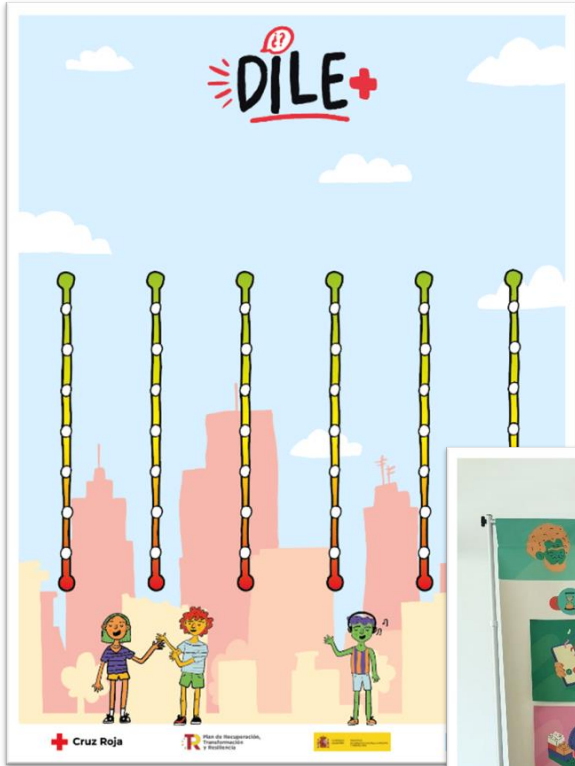 ¿?
DILE+
Cruz Roja
Plan de Recuperación,
Transformación
y Resiliencia